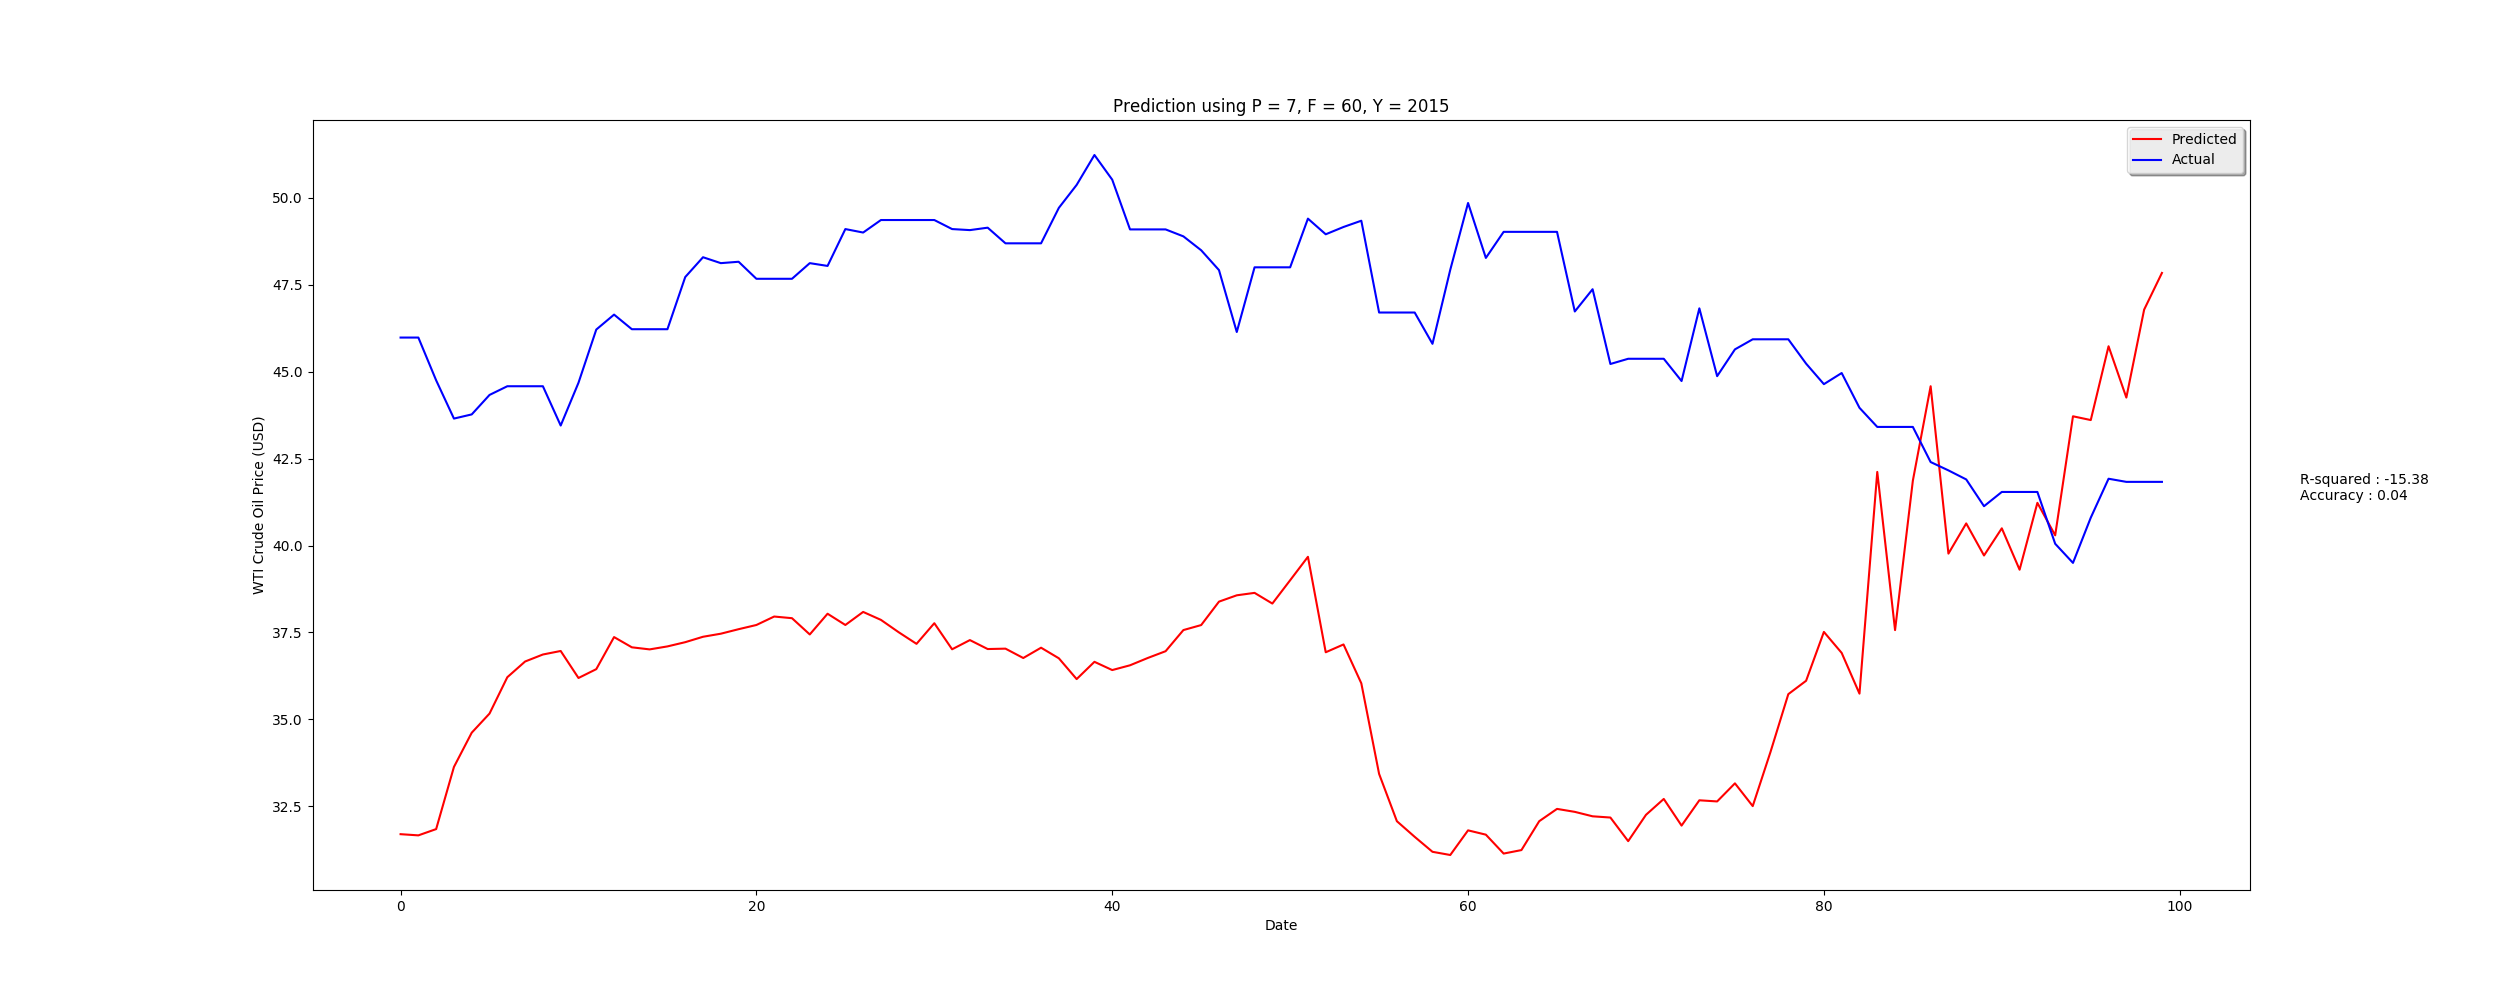 Prediction using P = 7, F = 60, Y = 2015
Predicted
Actual
50.0
47.5
45.0
42.5
40.0
37.5
35.0
32.5
WTI Crude Oil Price (USD)
R-squared : -15.38
Accuracy : 0.04
0
20
40
60
80
100
Date